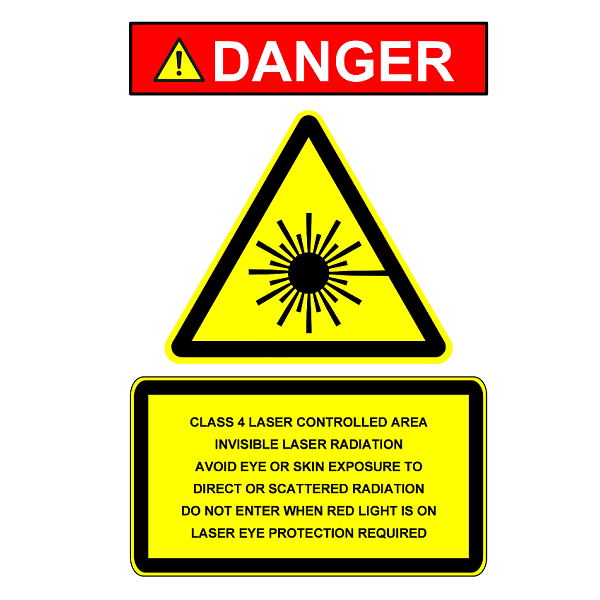 DANGER
CLASS 4 LASER CONTROLLED AREA
INVISIBLE LASER RADIATION
AVOID EYE OR SKIN EXPOSURE TO
DIRECT OR SCATTERED RADIATION
DO NOT ENTER WHEN RED LIGHT IS ON
LASER EYE PROTECTION REQUIRED